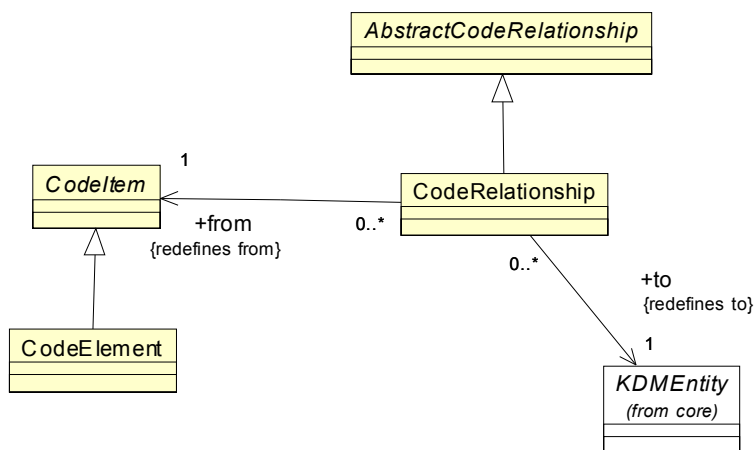 AbstractCodeRelationship
1
CodeItem
CodeRelationship
+from
{redefines from}
0..*
0..*
+to
{redefines to}
CodeElement
1
KDMEntity
(from core)